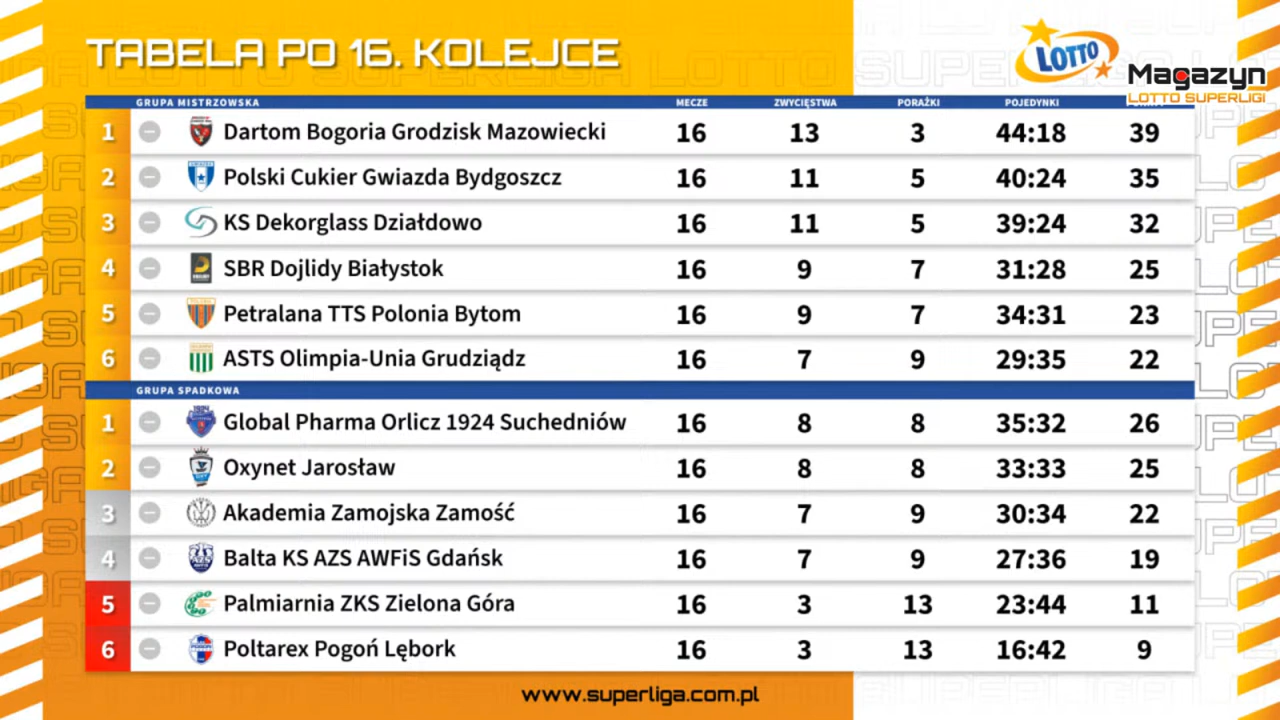 TABELA PO 16. KOLEJCE
LOTTO
Magazyn
LOTTO SUPERLIGI
GRUPA MISTRZOWSKA MECZE ZWYCIĘSTWA PORAŻKI POJEDYNKI
1 Dartom Bogoria Grodzisk Mazowiecki 16 13 3 44:18 39
2 Polski Cukier Gwiazda Bydgoszcz 16 11 5 40:24 35
3 KS Dekorglass Działdowo 16 11 5 39:24 32
4 SBR Dojlidy Białystok 16 9 7 31:28 25
5 Petralana TTS Polonia Bytom 16 9 7 34:31 23
6 ASTS Olimpia-Unia Grudziądz 16 7 9 29:35 22
GRUPA SPADKOWA
1 Global Pharma Orlicz 1924 Suchedniów 16 8 8 35:32 26
2 Oxynet Jarosław 16 8 8 33:33 25
3 Akademia Zamojska Zamość 16 7 9 30:34 22
4 Balta KS AZS AWFiS Gdańsk 16 7 9 27:36 19
5 Palmiarnia ZKS Zielona Góra 16 3 13 23:44 11
6 Poltarex Pogoń Lębork 16 3 13 16:42 9
www.superliga.com.pl